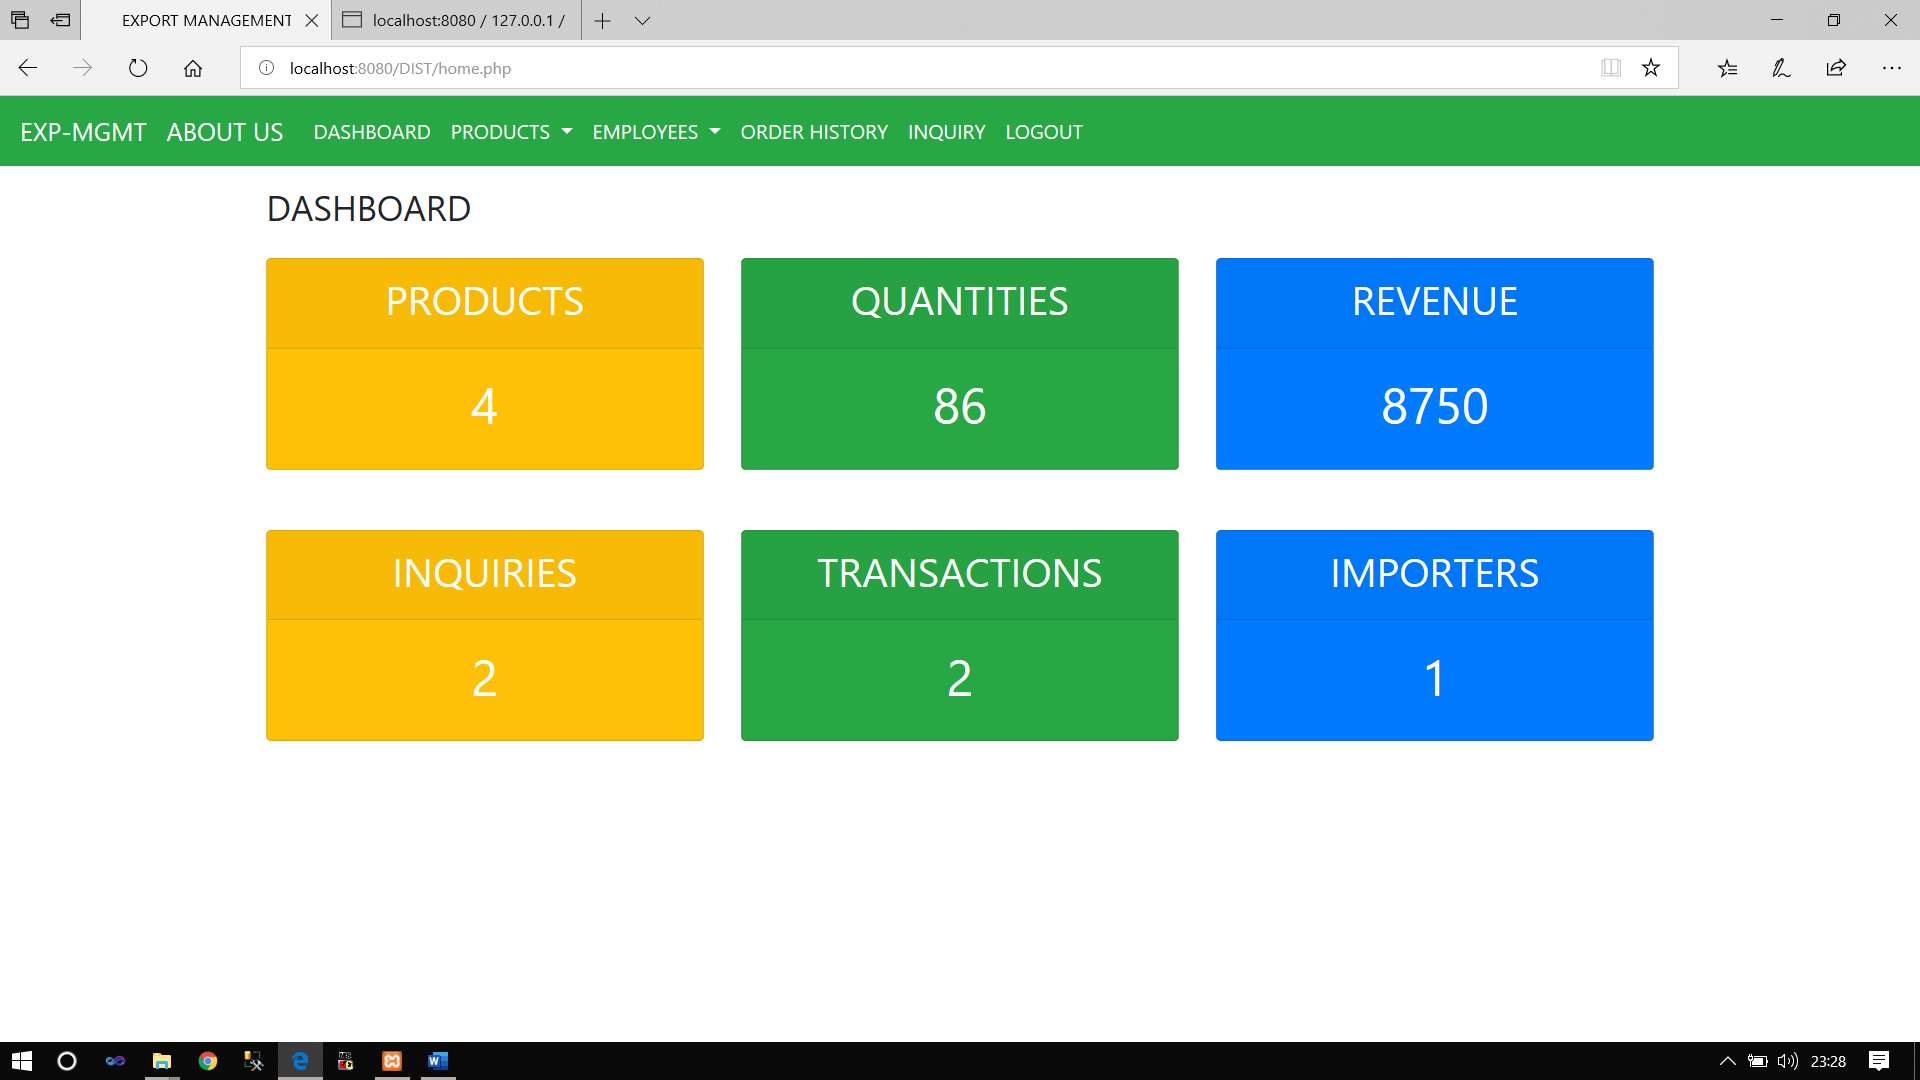 EXPORT MANAGEMENT
localhost:8080 / 127.0.0.1 /
localhost:8080/DIST/home.php
EXP-MGMT ABOUT US DASHBOARD PRODUCTS EMPLOYEES ORDER HISTORY INQUIRY LOGOUT
DASHBOARD
PRODUCTS
4
QUANTITIES
86
REVENUE
8750
INQUIRIES
2
TRANSACTIONS
2
IMPORTERS
1
23:28